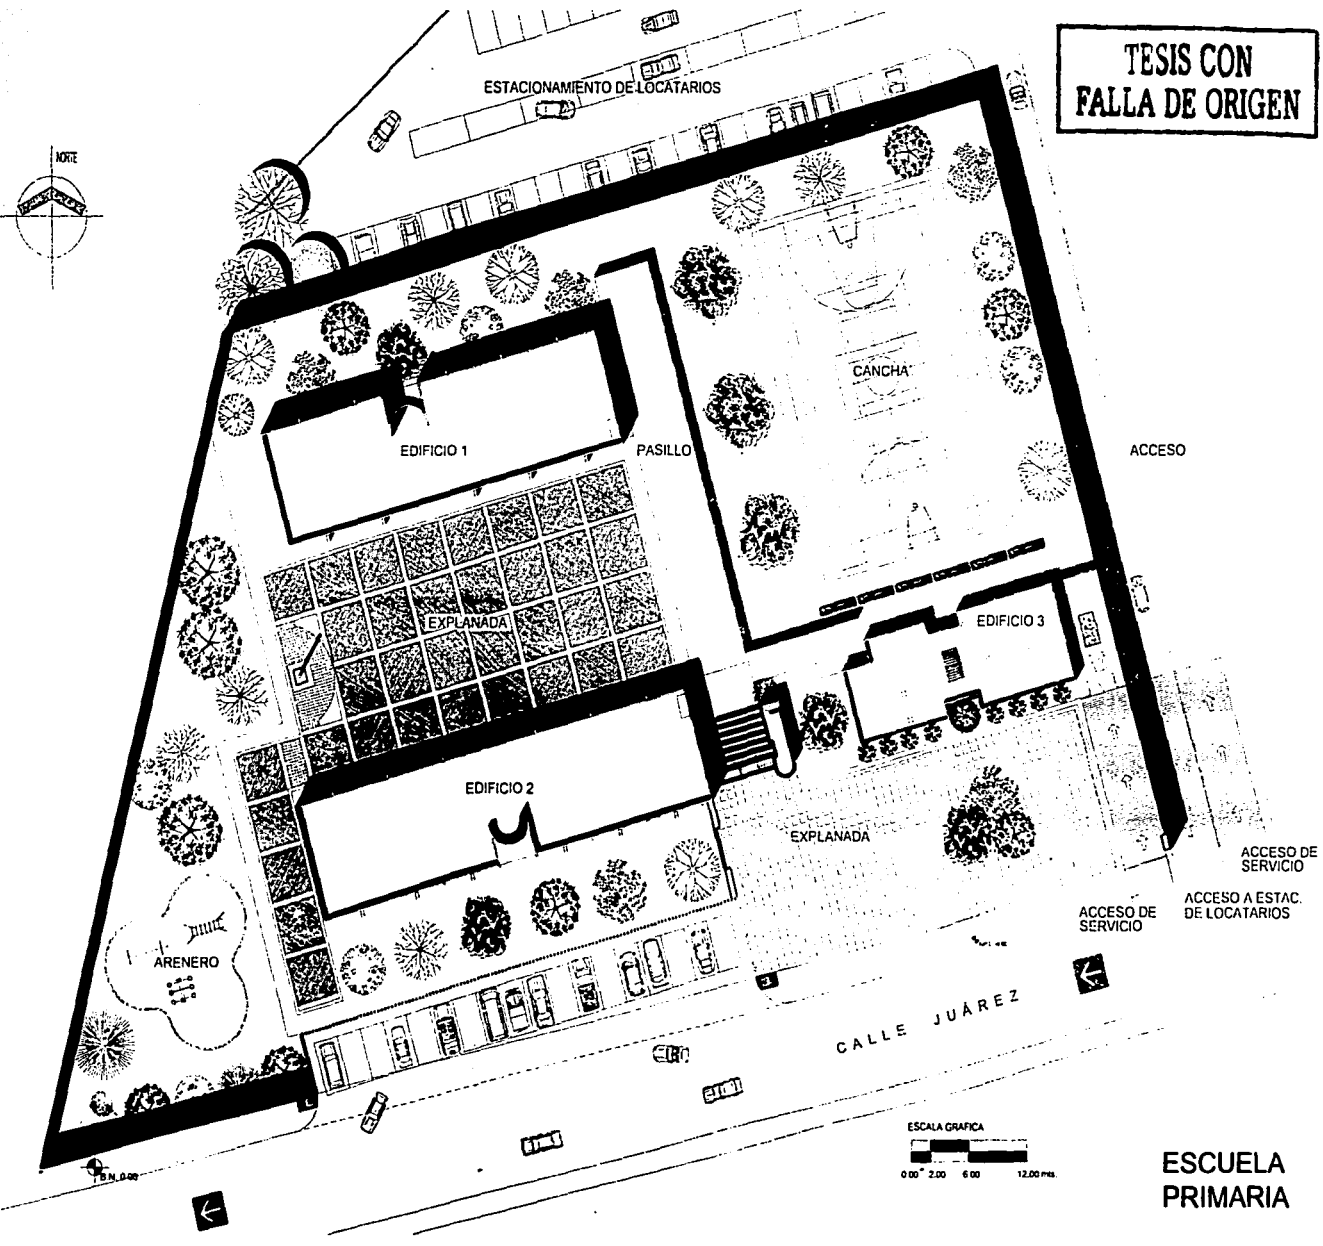 TESIS CON
FALLA DE ORIGEN
ESTACIONAMIENTO DE LOCATARIOS
NORTE
CANCHA
EDIFICIO 1
PASILLO
ACCESO
EXPLANADA
EDIFICIO 3
EDIFICIO 2
EXPLANADA
ACCESO DE
SERVICIO
ACCESO A ESTAC.
DE LOCATARIOS
ACCESO DE
SERVICIO
ARENERO
CALLE JUÁREZ
ESCALA GRAFICA
0.00 2.00 6.00 12.00 mts.
B.N. 0.00
ESCUELA
PRIMARIA